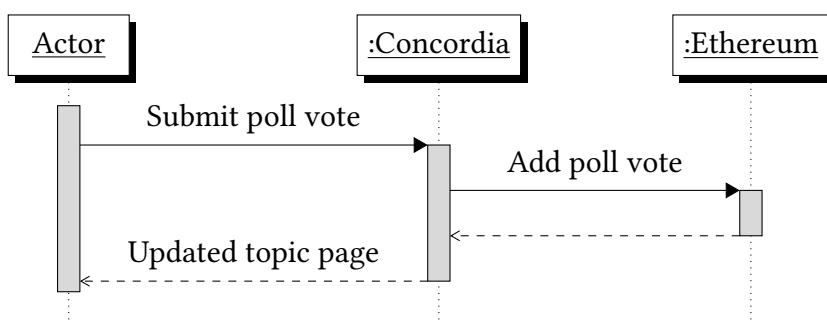 Actor
:Concordia
:Ethereum
Submit poll vote
Add poll vote
Updated topic page